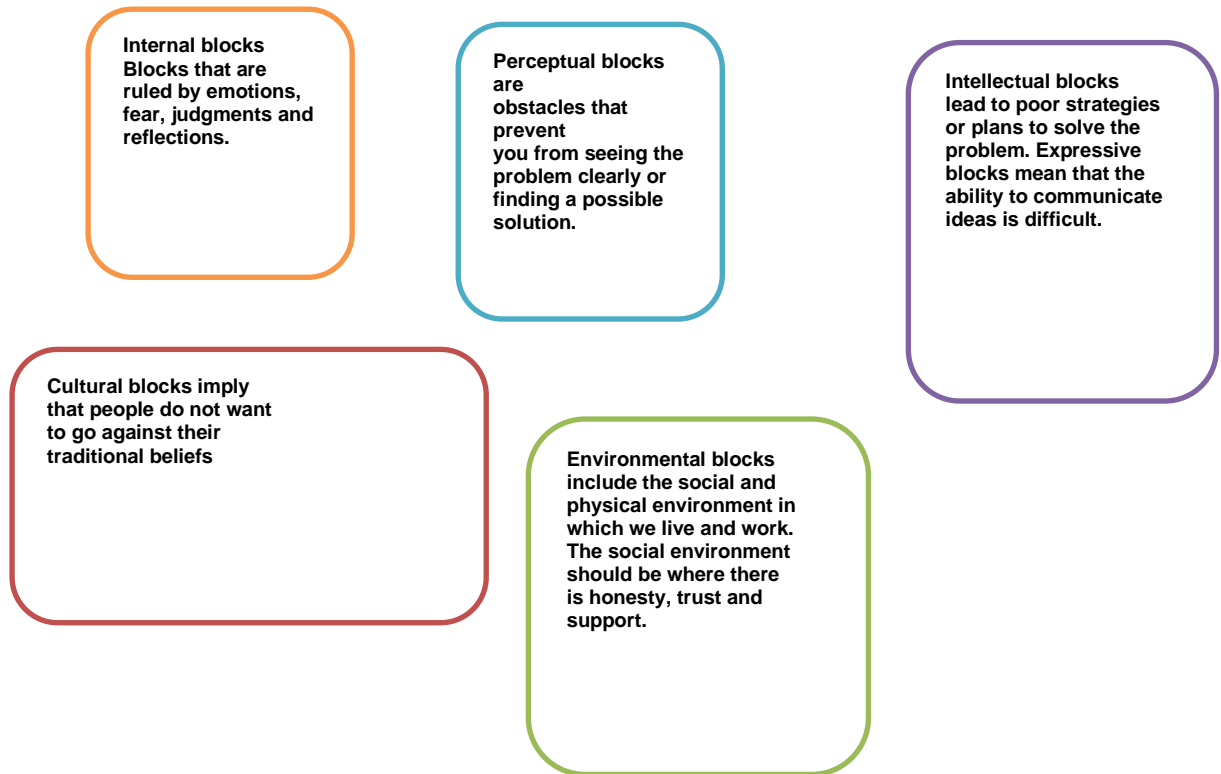 Internal blocks
Blocks that are
ruled by emotions,
fear, judgments and
reflections.
Perceptual blocks
are
obstacles that
prevent
you from seeing the
problem clearly or
finding a possible
solution.
Intellectual blocks
lead to poor strategies
or plans to solve the
problem. Expressive
blocks mean that the
ability to communicate
ideas is difficult.
Cultural blocks imply
that people do not want
to go against their
traditional beliefs
Environmental blocks
include the social and
physical environment in
which we live and work.
The social environment
should be where there
is honesty, trust and
support.